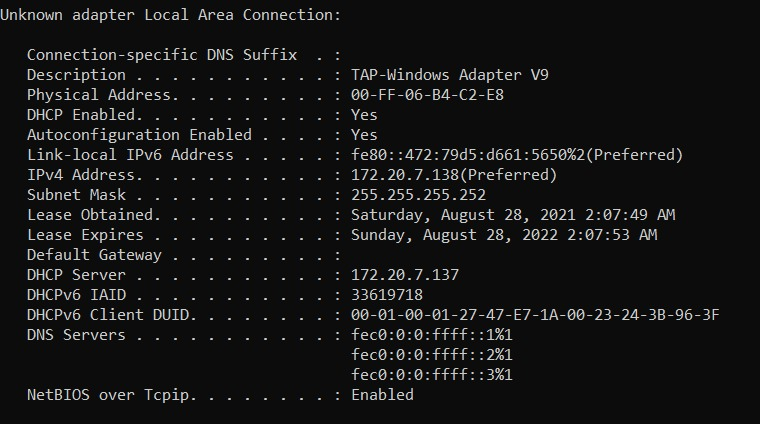 Unknown adapter Local Area Connection:
Connection-specific DNS Suffix  . :
Description . . . . . . . . . . . : TAP-Windows Adapter V9
Physical Address. . . . . . . . . : 00-FF-06-B4-C2-E8
DHCP Enabled. . . . . . . . . . . : Yes
Autoconfiguration Enabled . . . . : Yes
Link-local IPv6 Address . . . . . : fe80::472:79d5:d661:5650%2(Preferred)
IPv4 Address. . . . . . . . . . . : 172.20.7.138(Preferred)
Subnet Mask . . . . . . . . . . . : 255.255.255.252
Lease Obtained. . . . . . . . . . : Saturday, August 28, 2021 2:07:49 AM
Lease Expires . . . . . . . . . . : Sunday, August 28, 2022 2:07:53 AM
Default Gateway . . . . . . . . . :
DHCP Server . . . . . . . . . . . : 172.20.7.137
DHCPv6 IAID . . . . . . . . . . . : 33619718
DHCPv6 Client DUID. . . . . . . . : 00-01-00-01-27-47-E7-1A-00-23-24-3B-96-3F
DNS Servers . . . . . . . . . . . : fec0:0:0:ffff::1%1
fec0:0:0:ffff::2%1
fec0:0:0:ffff::3%1
NetBIOS over Tcpip. . . . . . . . : Enabled